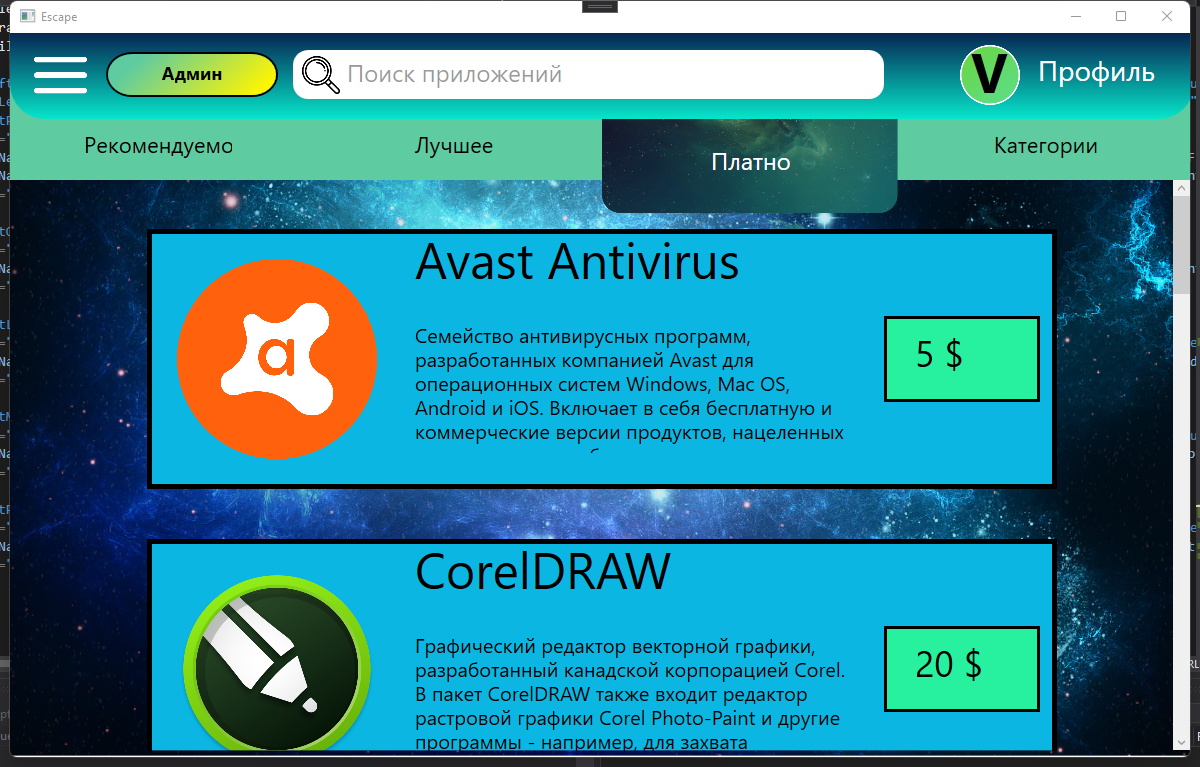 Escape
Админ
Поиск приложений
V
Профиль
Рекомендуемо
Лучшее
Платно
Категории
Avast Antivirus
a
Семейство антивирусных программ,
разработанных компанией Avast для
операционных систем Windows, Mac OS,
Android и iOS. Включает в себя бесплатную и
коммерческие версии продуктов, нацеленных
5 $
CorelDRAW
Графический редактор векторной графики,
разработанный канадской корпорацией Corel.
В пакет CorelDRAW также входит редактор
растровой графики Corel Photo-Paint и другие
программы - например, для захвата
20 $